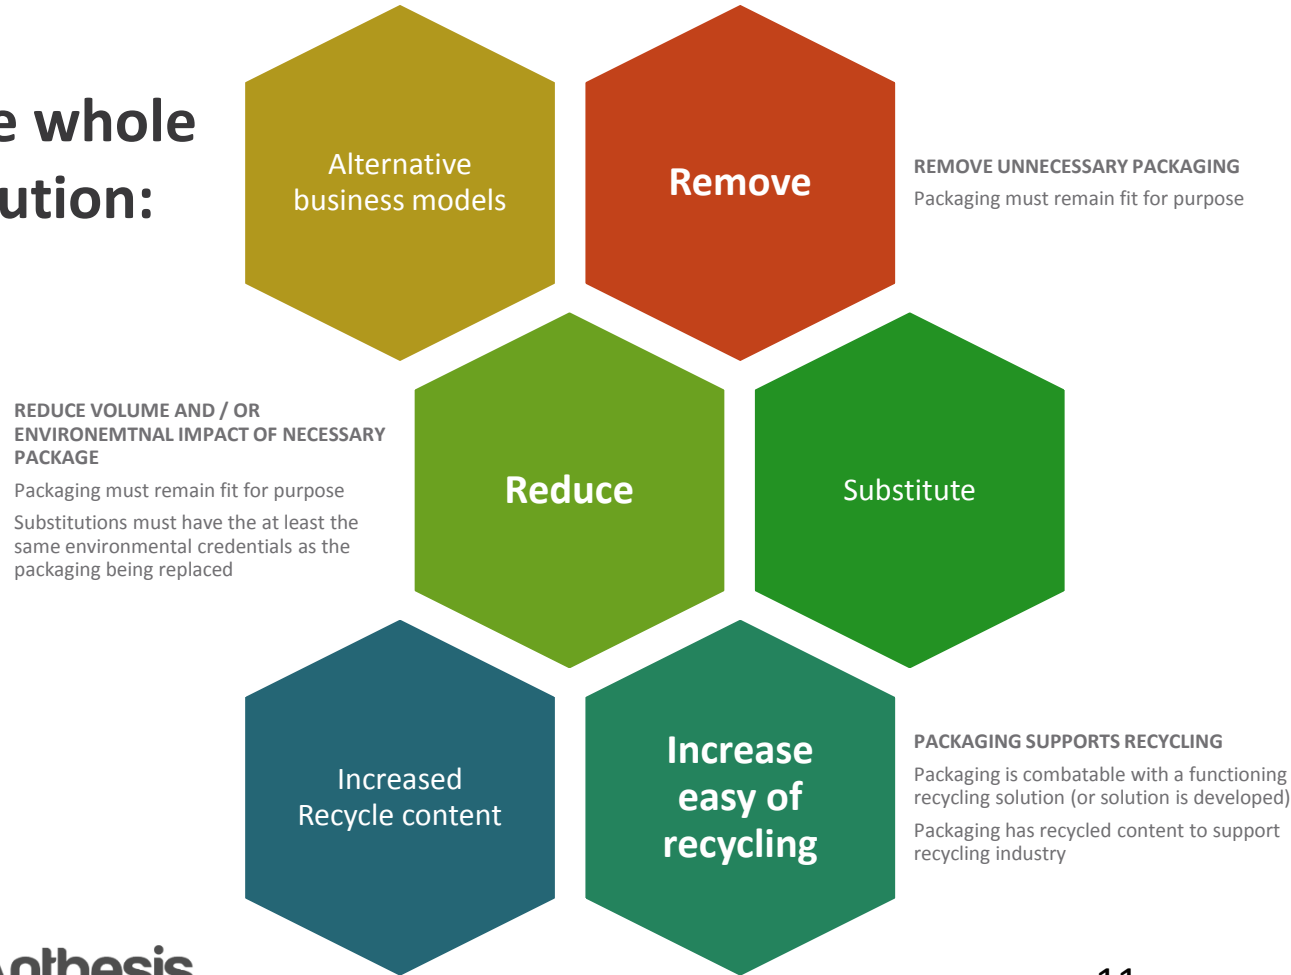 e whole
ution:
Alternative
business models
Remove
REMOVE UNNECESSARY PACKAGING
Packaging must remain fit for purpose
REDUCE VOLUME AND / OR
ENVIRONEMTNAL IMPACT OF NECESSARY
PACKAGE
Packaging must remain fit for purpose
Substitutions must have the at least the
same environmental credentials as the
packaging being replaced
Reduce
Substitute
Increased
Recycle content
Increase
easy of
recycling
PACKAGING SUPPORTS RECYCLING
Packaging is combatable with a functioning
recycling solution (or solution is developed)
Packaging has recycled content to support
recycling industry
nthesis
11